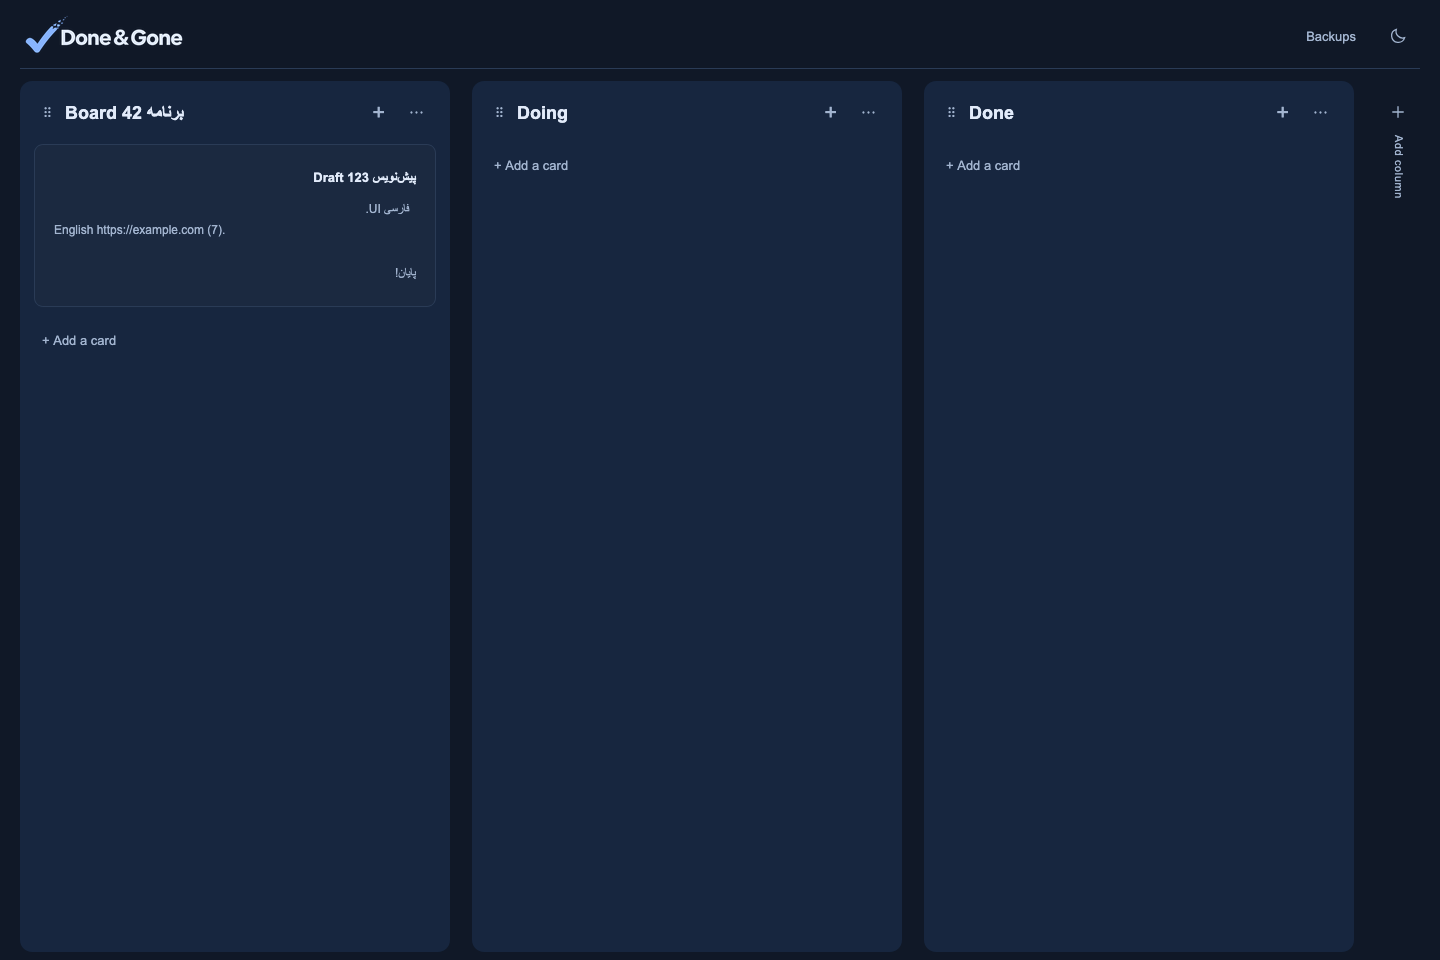 Done & Gone
Backups
برنامه Board 42
+ ...
پیش‌نویس Draft 123
فارسی UI.
English https://example.com (7).
پایان!
+ Add a card
Doing
+ ...
+ Add a card
Done
+ ...
+ Add a card
+
Add column